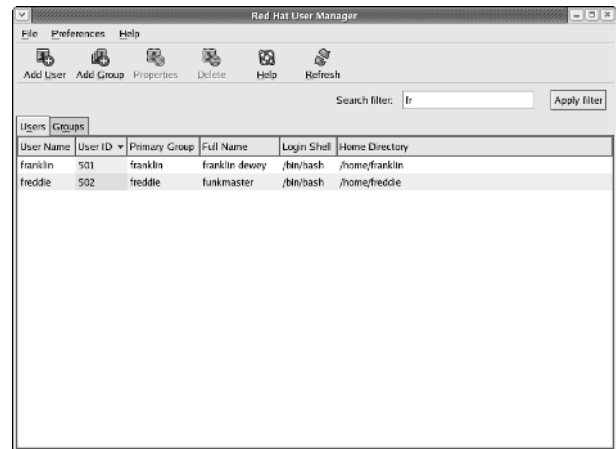 Red Hat User Manager
File Preferences Help
Add User Add Group Properties Delete Help Refresh
Search filter: fr Apply filter
Users Groups
User Name User ID Primary Group Full Name Login Shell Home Directory
franklin 501 franklin franklin dewey /bin/bash /home/franklin
freddie 502 freddie funkmaster /bin/bash /home/freddie